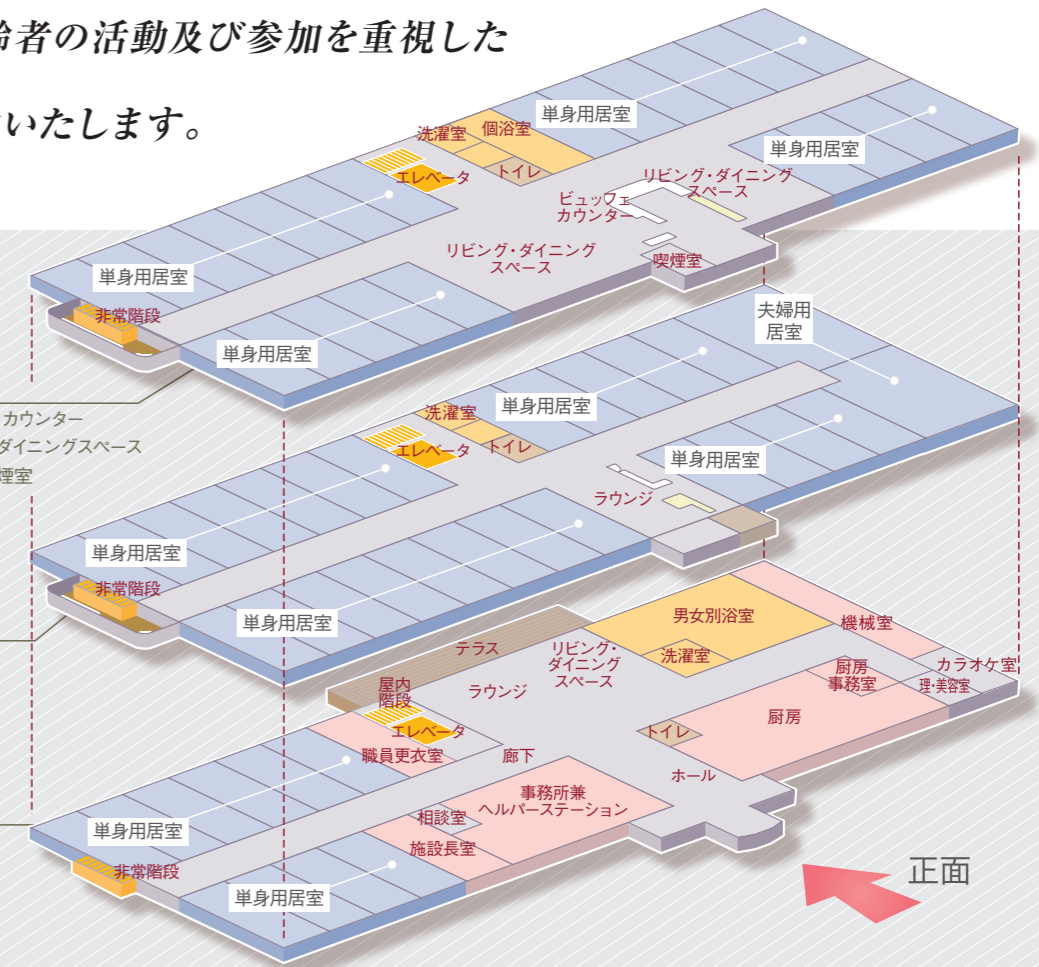 齢者の活動及び参加を重視した
いたします。
洗濯室
個浴室
単身用居室
エレベータ
トイレ
単身用居室
リビング・ダイニング
スペース
ビュッフェ
カウンター
リビング・ダイニング
スペース
喫煙室
単身用居室
非常階段
単身用居室
カウンター
ダイニングスペース
煙室
夫婦用
居室
洗濯室
単身用居室
エレベータ
トイレ
単身用居室
ラウンジ
単身用居室
非常階段
単身用居室
男女別浴室
機械室
テラス
リビング・
ダイニング
スペース
洗濯室
カラオケ室
厨房
事務室
理・美容室
屋内
階段
ラウンジ
厨房
エレベータ
トイレ
職員更衣室
廊下
ホール
事務所兼
ヘルパーステーション
相談室
単身用居室
施設長室
非常階段
単身用居室
正面